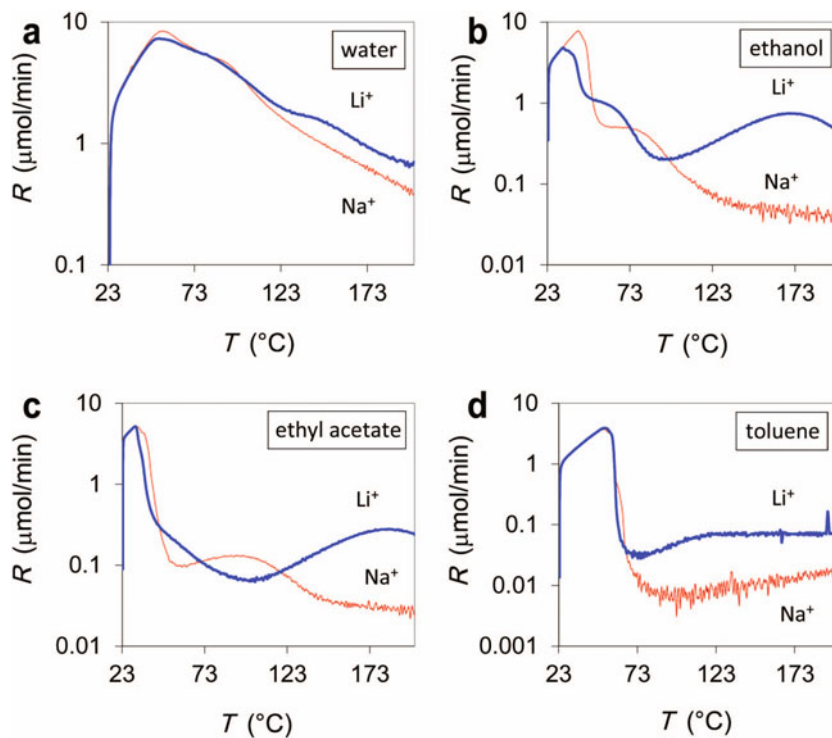 a
water
R (μmol/min)
10
1
0.1
Li⁺
Na⁺
23 73 123 173
T (°C)
b
ethanol
R (μmol/min)
10
1
0.1
0.01
Li⁺
Na⁺
23 73 123 173
T (°C)
c
ethyl acetate
R (μmol/min)
10
1
0.1
0.01
Li⁺
Na⁺
23 73 123 173
T (°C)
d
toluene
R (μmol/min)
10
1
0.1
0.01
0.001
Li⁺
Na⁺
23 73 123 173
T (°C)